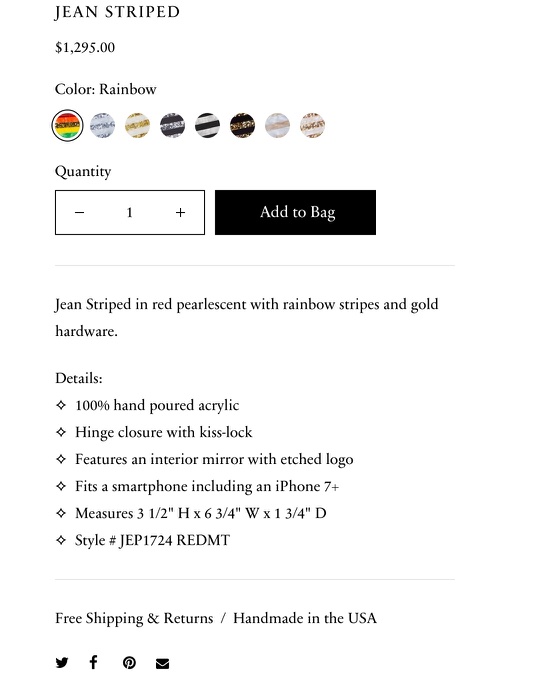 JEAN STRIPED
$1,295.00
Color: Rainbow
Quantity
− 1 +
Add to Bag
Jean Striped in red pearlescent with rainbow stripes and gold
hardware.
Details:
✧ 100% hand poured acrylic
✧ Hinge closure with kiss-lock
✧ Features an interior mirror with etched logo
✧ Fits a smartphone including an iPhone 7+
✧ Measures 3 1/2" H x 6 3/4" W x 1 3/4" D
✧ Style # JEP1724 REDMT
Free Shipping & Returns / Handmade in the USA